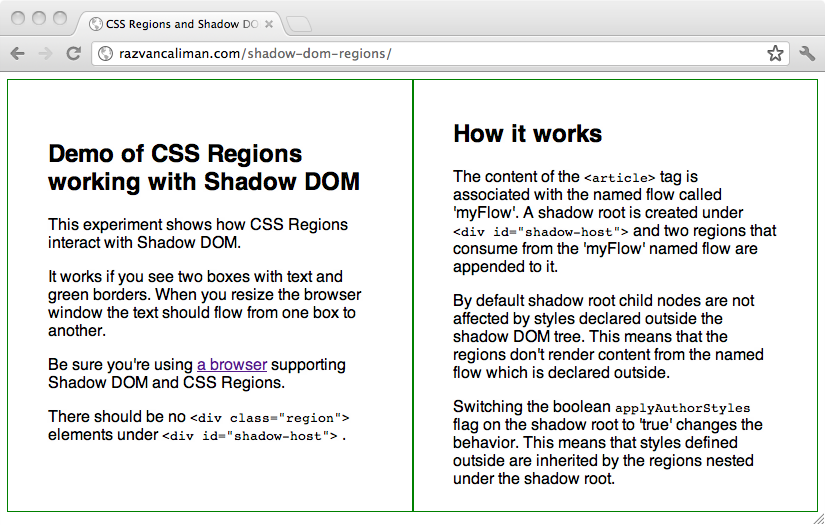 CSS Regions and Shadow DO
razvancaliman.com/shadow-dom-regions/
Demo of CSS Regions
working with Shadow DOM
This experiment shows how CSS Regions
interact with Shadow DOM.
It works if you see two boxes with text and
green borders. When you resize the browser
window the text should flow from one box to
another.
Be sure you're using a browser supporting
Shadow DOM and CSS Regions.
There should be no <div class="region">
elements under <div id="shadow-host"> .
How it works
The content of the <article> tag is
associated with the named flow called
'myFlow'. A shadow root is created under
<div id="shadow-host"> and two regions that
consume from the 'myFlow' named flow are
appended to it.
By default shadow root child nodes are not
affected by styles declared outside the
shadow DOM tree. This means that the
regions don't render content from the named
flow which is declared outside.
Switching the boolean applyAuthorStyles
flag on the shadow root to 'true' changes the
behavior. This means that styles defined
outside are inherited by the regions nested
under the shadow root.